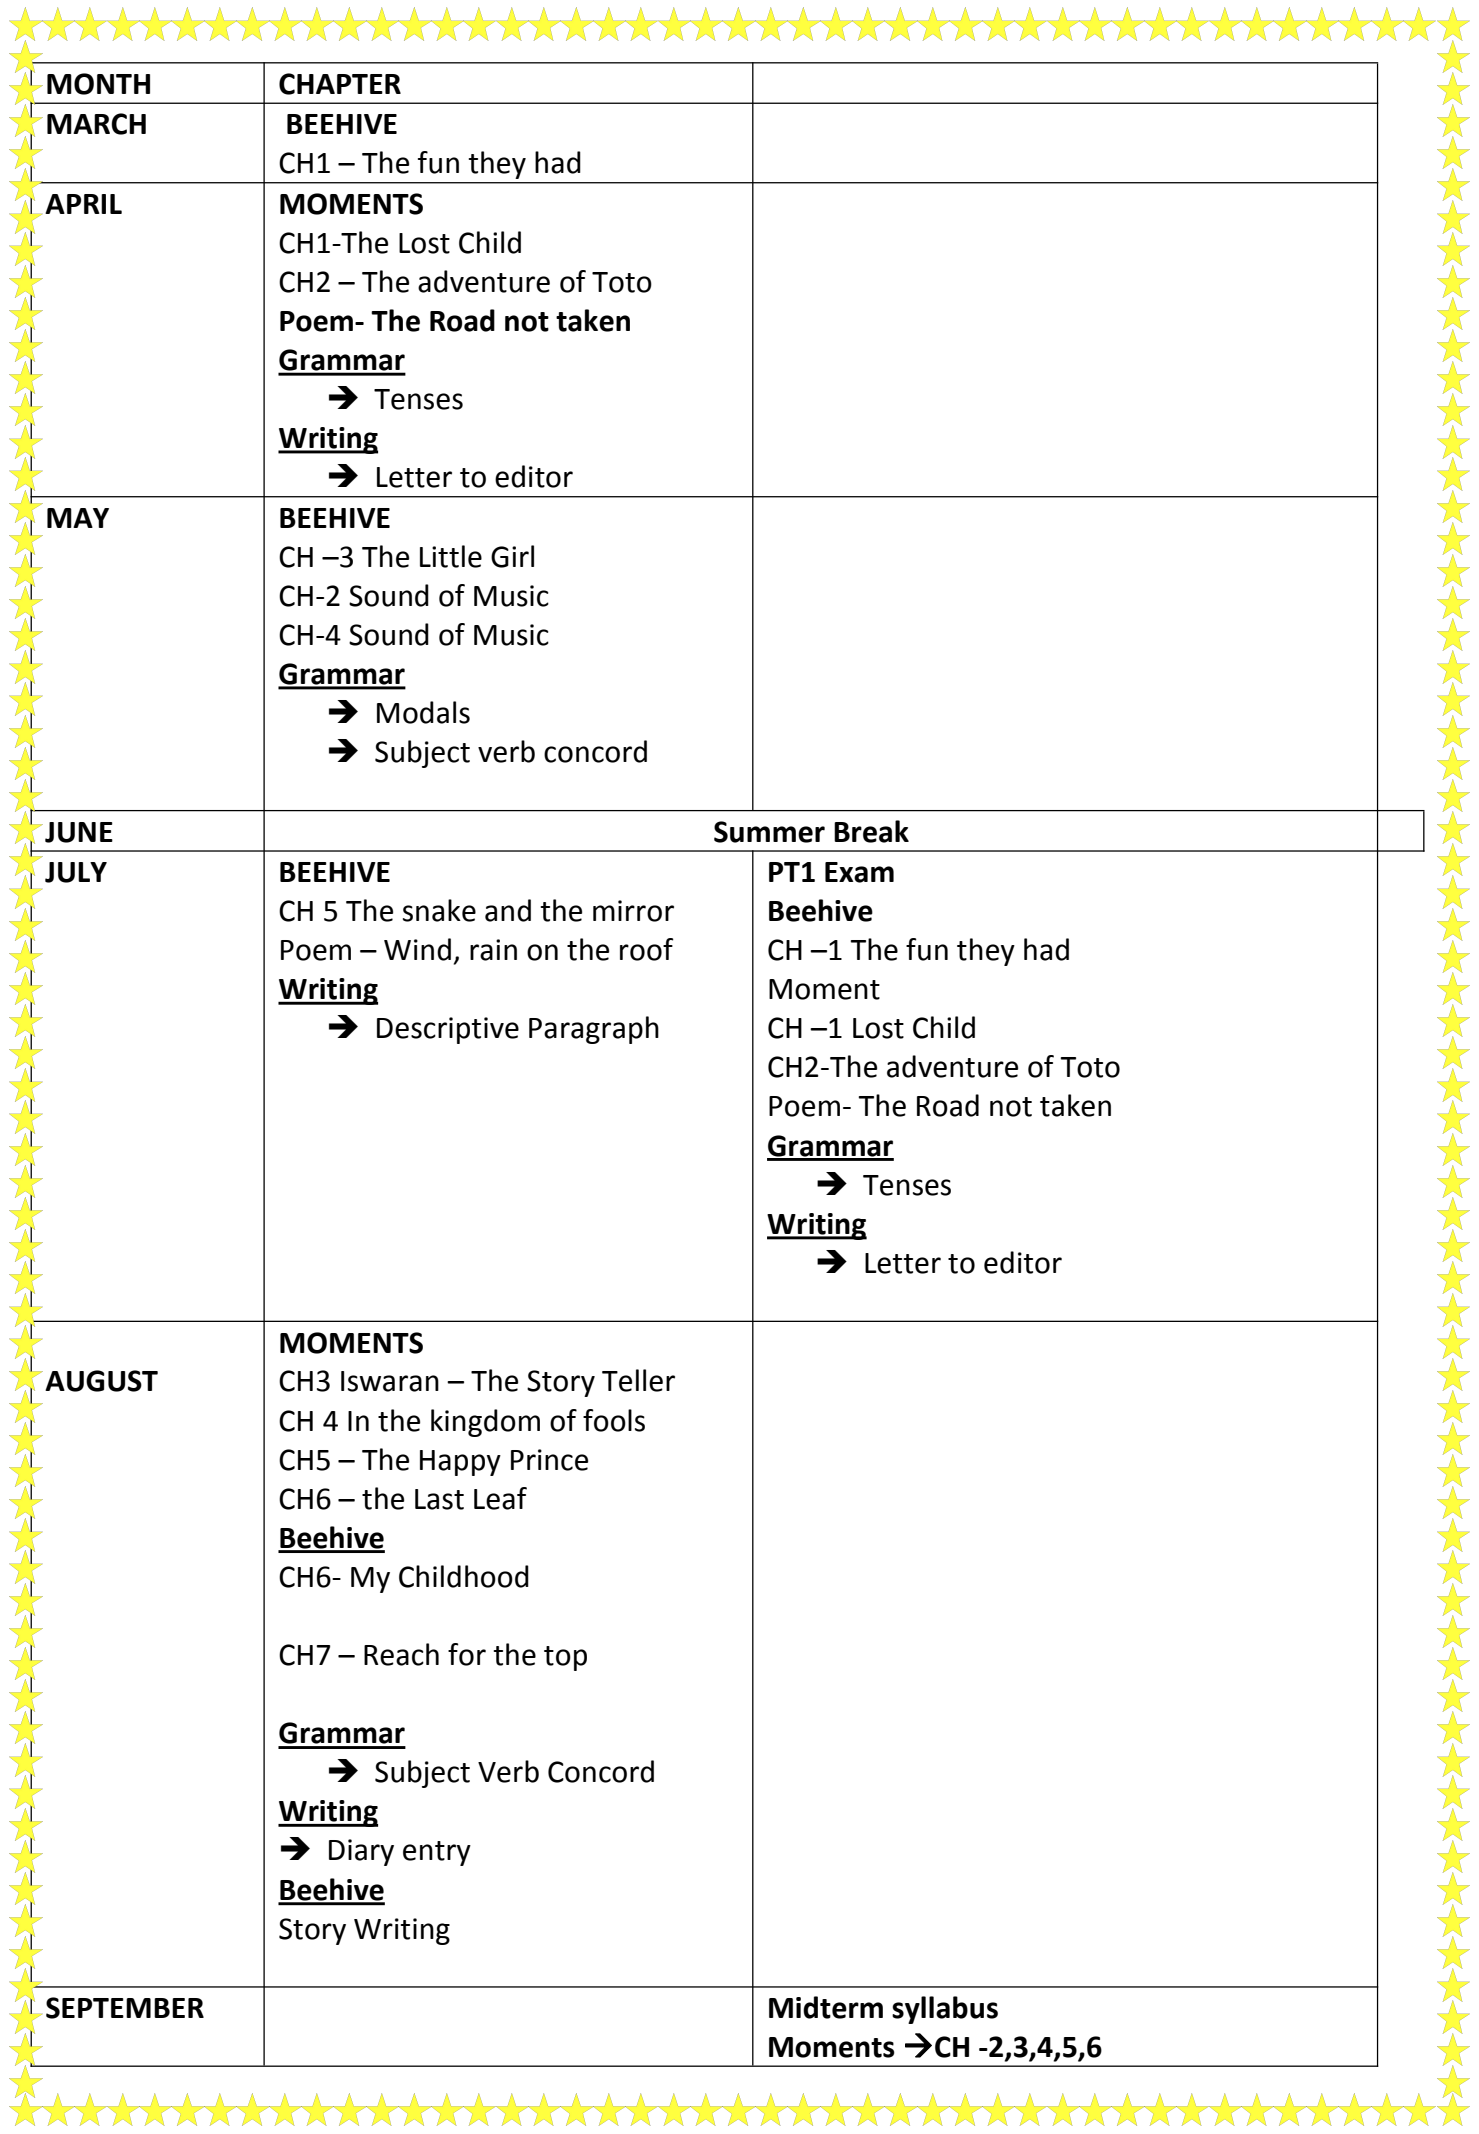 MONTH CHAPTER
MARCH BEEHIVE
CH1 – The fun they had
APRIL MOMENTS
CH1-The Lost Child
CH2 – The adventure of Toto
Poem- The Road not taken
Grammar
➔ Tenses
Writing
➔ Letter to editor
MAY BEEHIVE
CH –3 The Little Girl
CH-2 Sound of Music
CH-4 Sound of Music
Grammar
➔ Modals
➔ Subject verb concord
JUNE Summer Break
JULY BEEHIVE
CH 5 The snake and the mirror
Poem – Wind, rain on the roof
Writing
➔ Descriptive Paragraph
PT1 Exam
Beehive
CH –1 The fun they had
Moment
CH –1 Lost Child
CH2-The adventure of Toto
Poem- The Road not taken
Grammar
➔ Tenses
Writing
➔ Letter to editor
MOMENTS
AUGUST CH3 Iswaran – The Story Teller
CH 4 In the kingdom of fools
CH5 – The Happy Prince
CH6 – the Last Leaf
Beehive
CH6- My Childhood
CH7 – Reach for the top
Grammar
➔ Subject Verb Concord
Writing
➔ Diary entry
Beehive
Story Writing
SEPTEMBER Midterm syllabus
Moments →CH -2,3,4,5,6